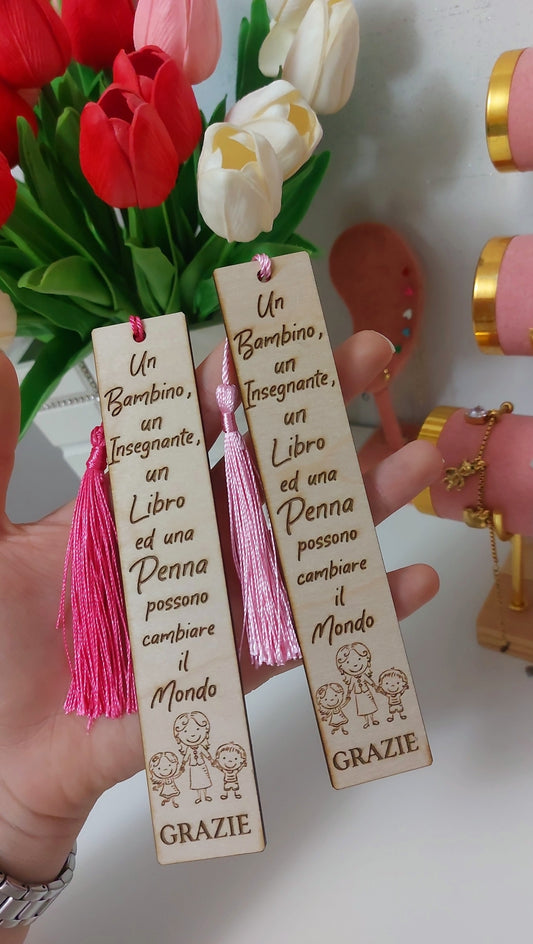 Un
Bambino,
un
Insegnante,
un
Libro
ed una
Penna
possono
cambiare
il
Mondo
GRAZIE
Un
Bambino,
un
Insegnante,
un
Libro
ed una
Penna
possono
cambiare
il
Mondo
GRAZIE